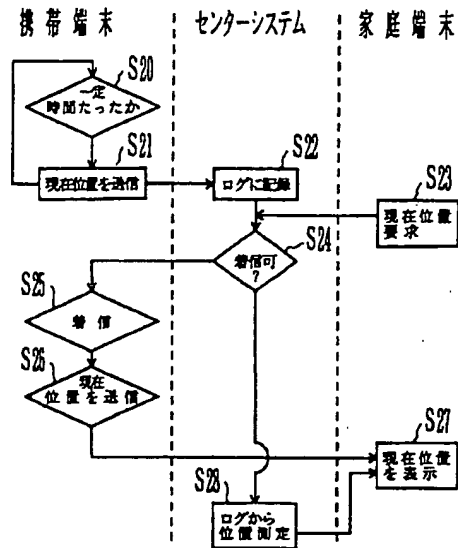 携帯端末
センターシステム
家庭端末
S20
一定
時間たったか
S21
現在位置を送信
S22
ログに記録
S23
現在位置
要求
S24
着信可
?
S25
着信
S26
現在
位置を送信
S27
現在位置
を表示
S28
ログから
位置測定